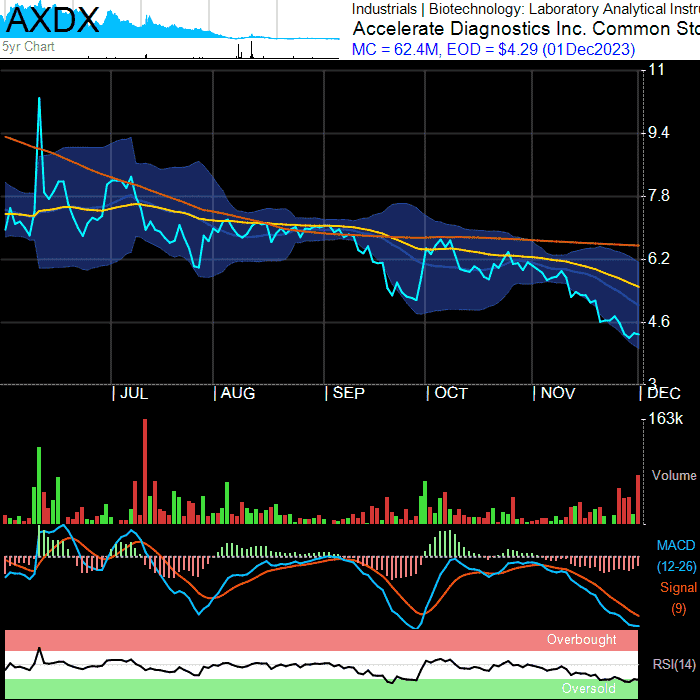 AXDX
5yr Chart
Industrials | Biotechnology: Laboratory Analytical Instru
Accelerate Diagnostics Inc. Common Sto
MC = 62.4M, EOD = $4.29 (01Dec2023)
11
9.4
7.8
6.2
4.6
3
JUL
AUG
SEP
OCT
NOV
DEC
163k
Volume
MACD
(12-26)
Signal
(9)
Overbought
RSI(14)
Oversold